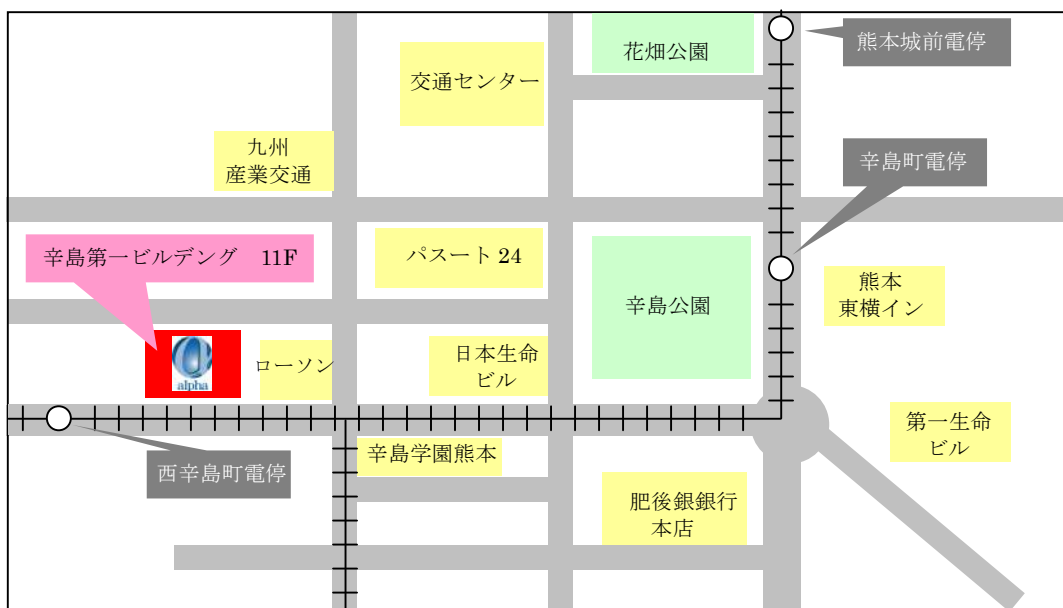 花畑公園
熊本城前電停
交通センター
九州
産業交通
辛島町電停
辛島第一ビルデング 11F
パスート 24
熊本
東横イン
辛島公園
alpha
ローソン
日本生命
ビル
第一生命
ビル
辛島学園熊本
西辛島町電停
肥後銀銀行
本店